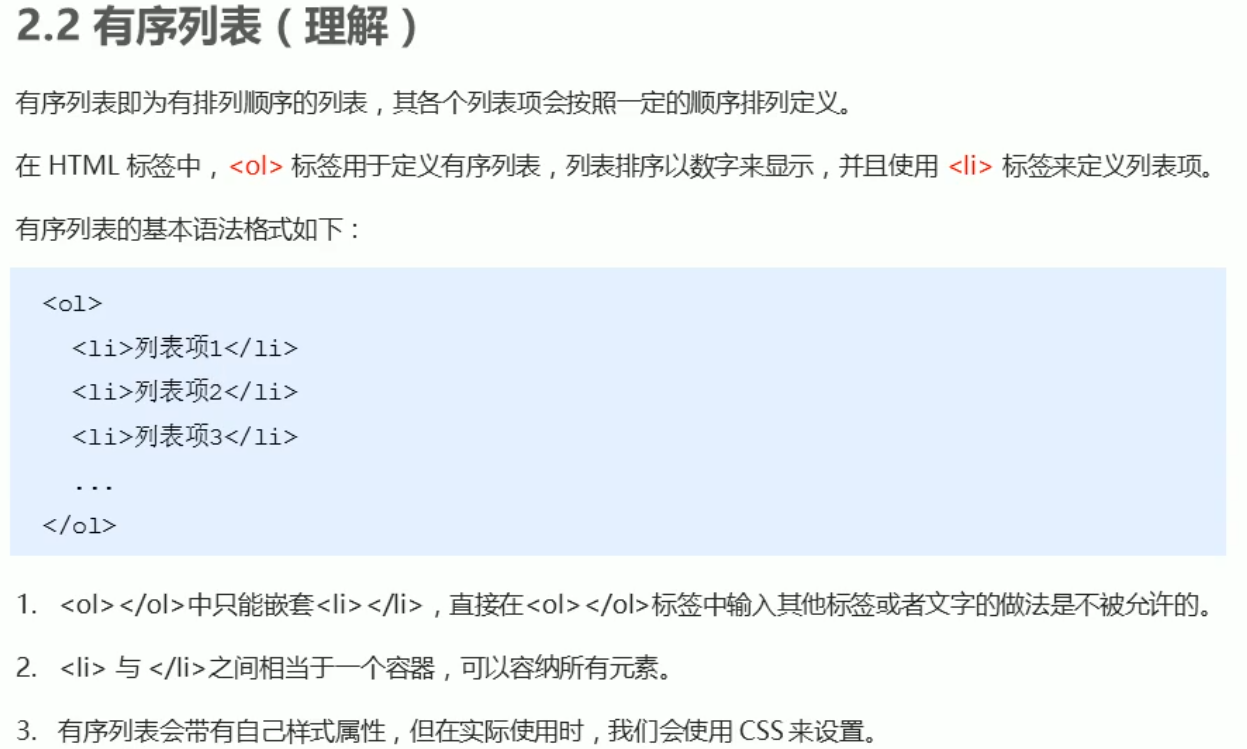 2.2 有序列表（理解）
有序列表即为有排列顺序的列表，其各个列表项会按照一定的顺序排列定义。
在 HTML 标签中，<ol> 标签用于定义有序列表，列表排序以数字来显示，并且使用 <li> 标签来定义列表项。
有序列表的基本语法格式如下：
<ol>
  <li>列表项1</li>
  <li>列表项2</li>
  <li>列表项3</li>
  ...
</ol>
1. <ol></ol>中只能嵌套<li></li>，直接在<ol></ol>标签中输入其他标签或者文字的做法是不被允许的。
2. <li> 与 </li>之间相当于一个容器，可以容纳所有元素。
3. 有序列表会带有自己样式属性，但在实际使用时，我们会使用 CSS 来设置。